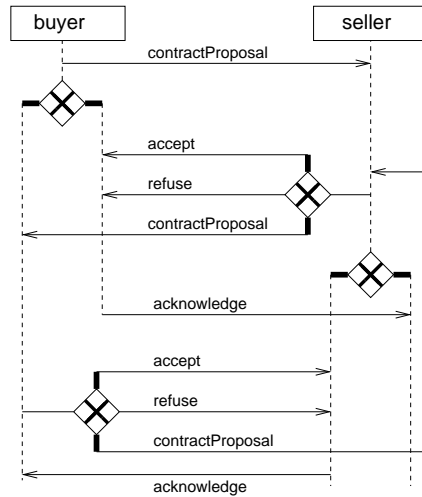 buyer
seller
contractProposal
accept
refuse
contractProposal
acknowledge
accept
refuse
contractProposal
acknowledge